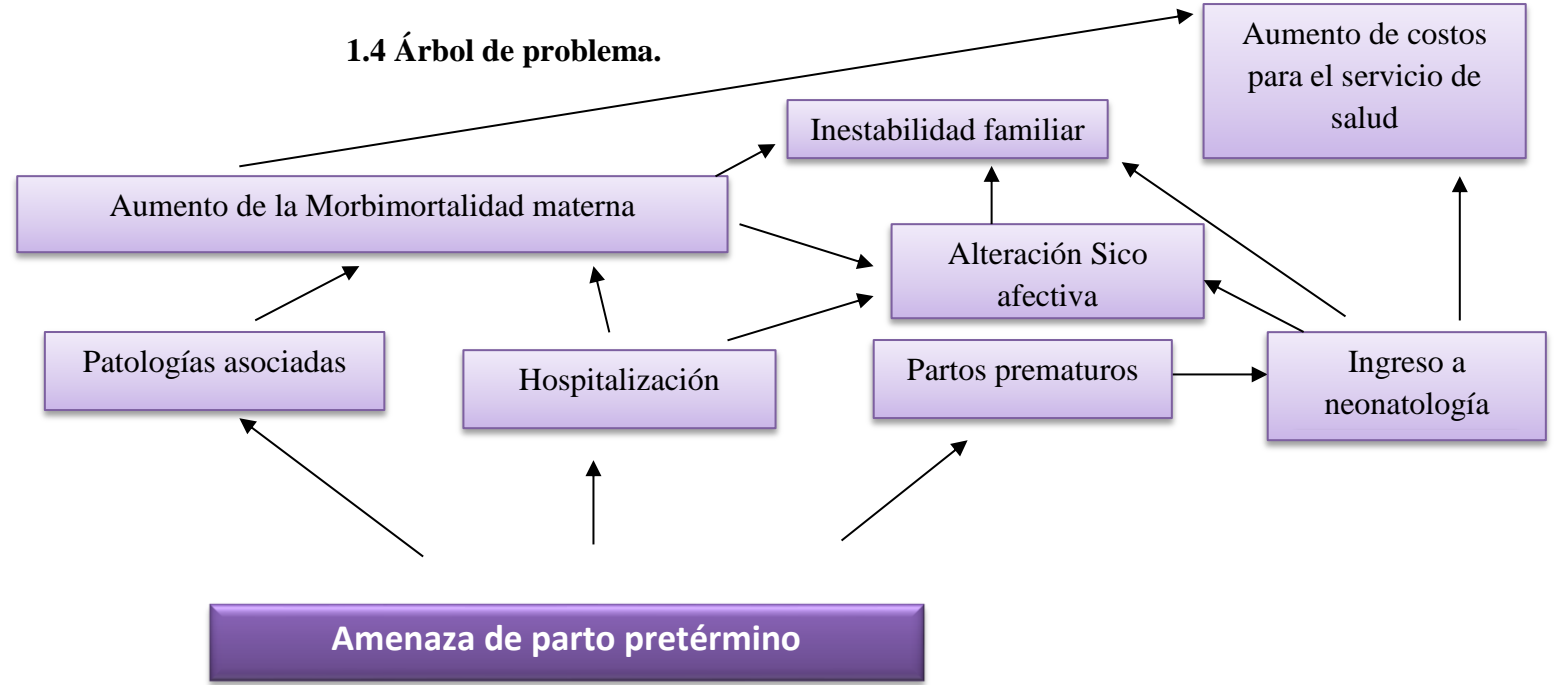 1.4 Árbol de problema.
Aumento de costos
para el servicio de
salud
Inestabilidad familiar
Aumento de la Morbimortalidad materna
Alteración Sico
afectiva
Patologías asociadas
Hospitalización
Partos prematuros
Ingreso a
neonatología
Amenaza de parto pretérmino